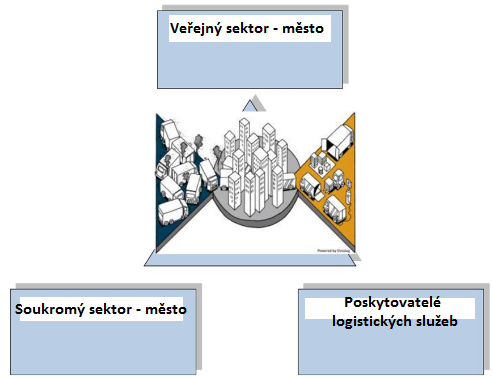 Veřejný sektor - město
Soukromý sektor - město
Poskytovatelé
logistických služeb